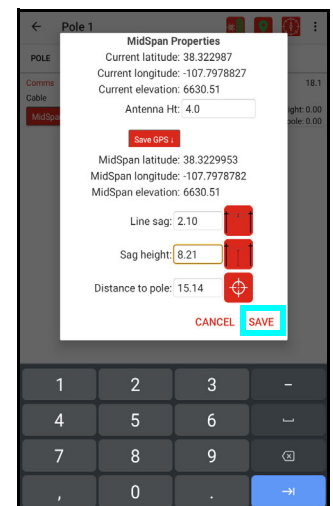 Pole 1
POLE
MidSpan Properties
Current latitude: 38.322987
Current longitude: -107.7978827
Current elevation: 6630.51
Antenna Ht: 4.0
Save GPS ↓
MidSpan latitude: 38.3229953
MidSpan longitude: -107.7978782
MidSpan elevation: 6630.51
Line sag: 2.10
Sag height: 8.21
Distance to pole: 15.14
CANCEL SAVE
Comms
Cable
18.1
MidSpa
ight: 0.00
pole: 0.00
1 2 3 –
4 5 6
7 8 9
, 0 .